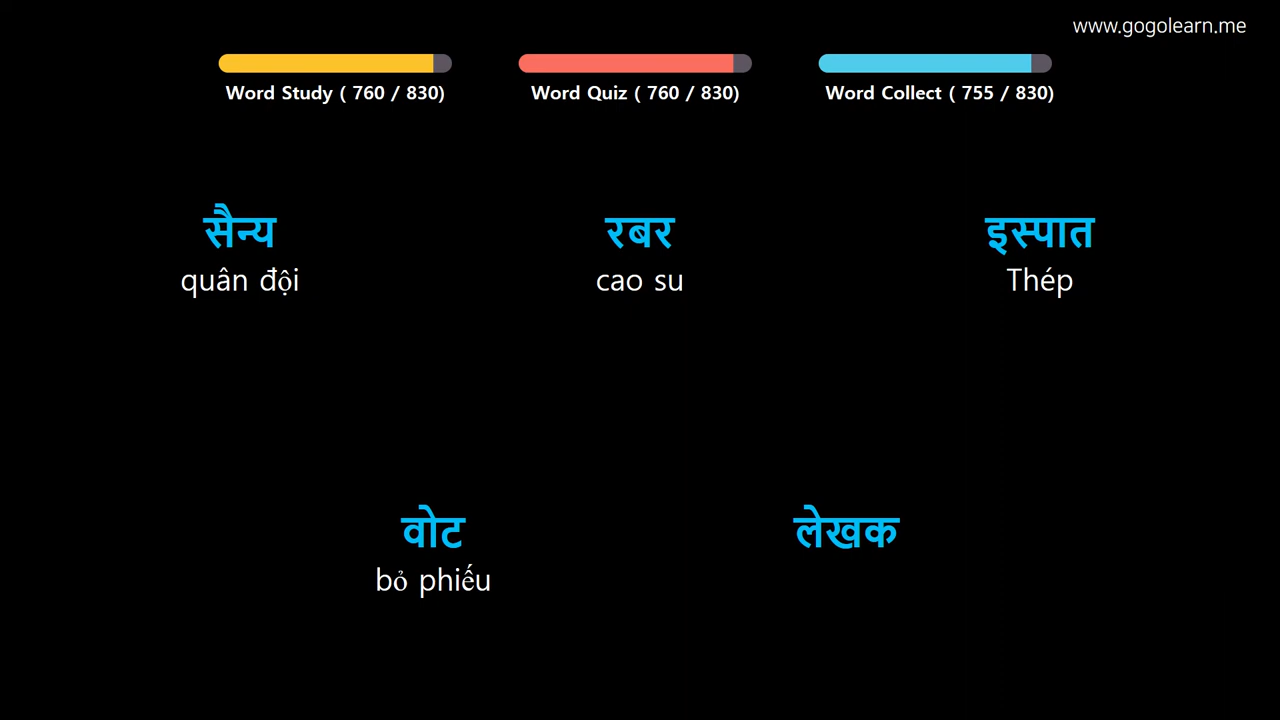 www.gogolearn.me
Word Study ( 760 / 830)
Word Quiz ( 760 / 830)
Word Collect ( 755 / 830)
सैन्य
रबर
इस्पात
quân đội
cao su
Thép
वोट
लेखक
bỏ phiếu